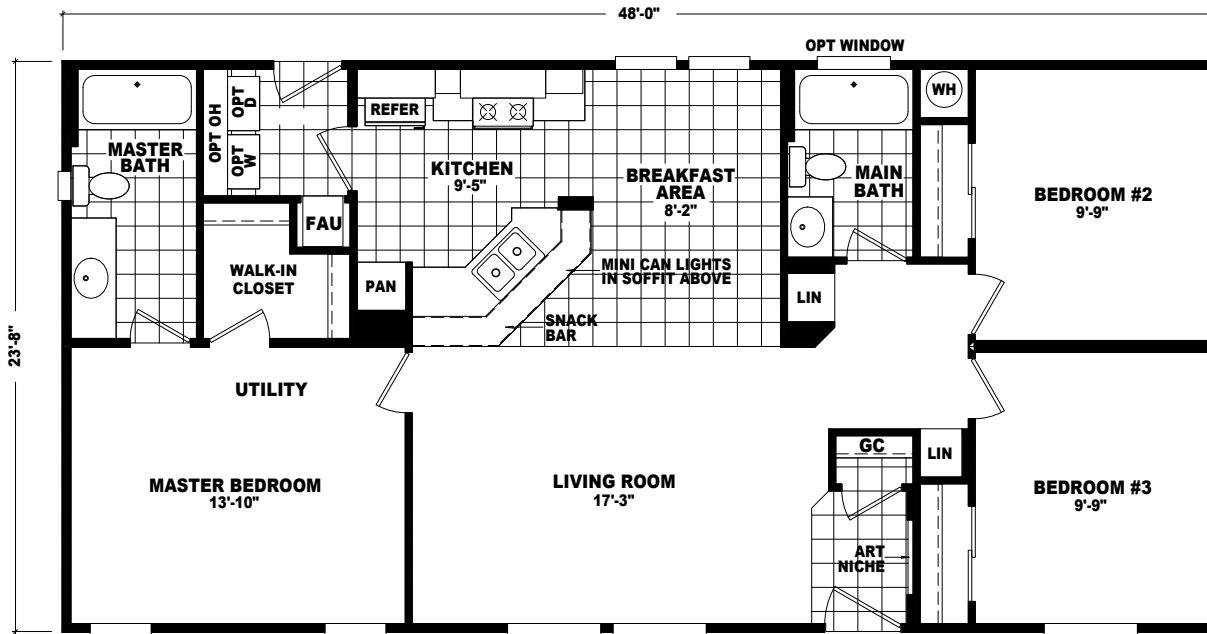 48'-0"
OPT WINDOW
OPT OH
OPT
D
OPT
W
REFER
WH
MASTER
BATH
KITCHEN
9'-5"
BREAKFAST
AREA
8'-2"
MAIN
BATH
BEDROOM #2
9'-9"
FAU
WALK-IN
CLOSET
PAN
MINI CAN LIGHTS
IN SOFFIT ABOVE
LIN
SNACK
BAR
23'-8"
UTILITY
MASTER BEDROOM
13'-10"
LIVING ROOM
17'-3"
GC
LIN
BEDROOM #3
9'-9"
ART
NICHE